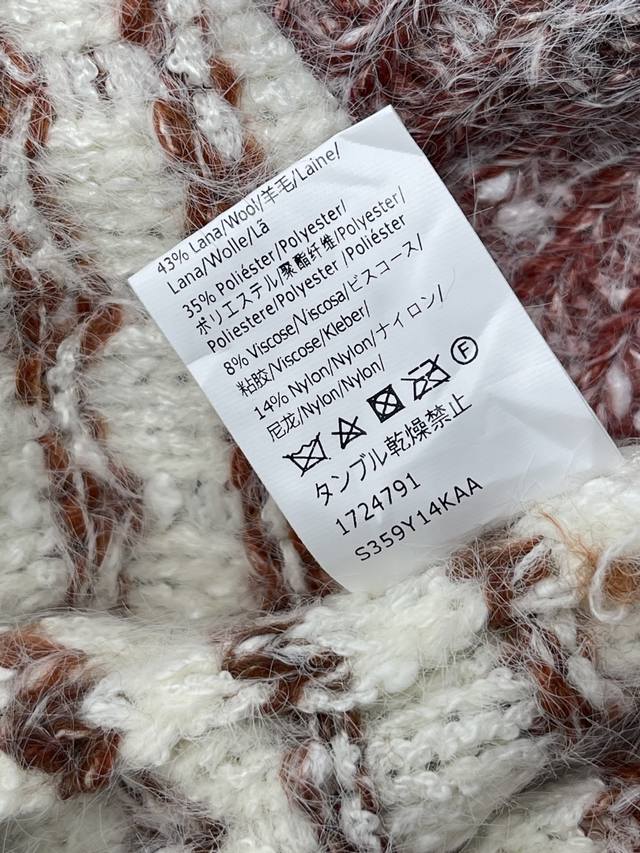 43% Lana/Wool/羊毛/Laine/
Lana/Wolle/Lã
35% Poliéster/Polyester/
ポリエステル/聚酯纤维/Polyester/
Poliestere/Polyester /Poliéster
8% Viscose/Viscosa/ビスコース/
粘胶/Viscose/Kleber/
14% Nylon/Nylon/ナイロン/
尼龙/Nylon/Nylon/
F
タンブル乾燥禁止
1724791
S359Y14KAA